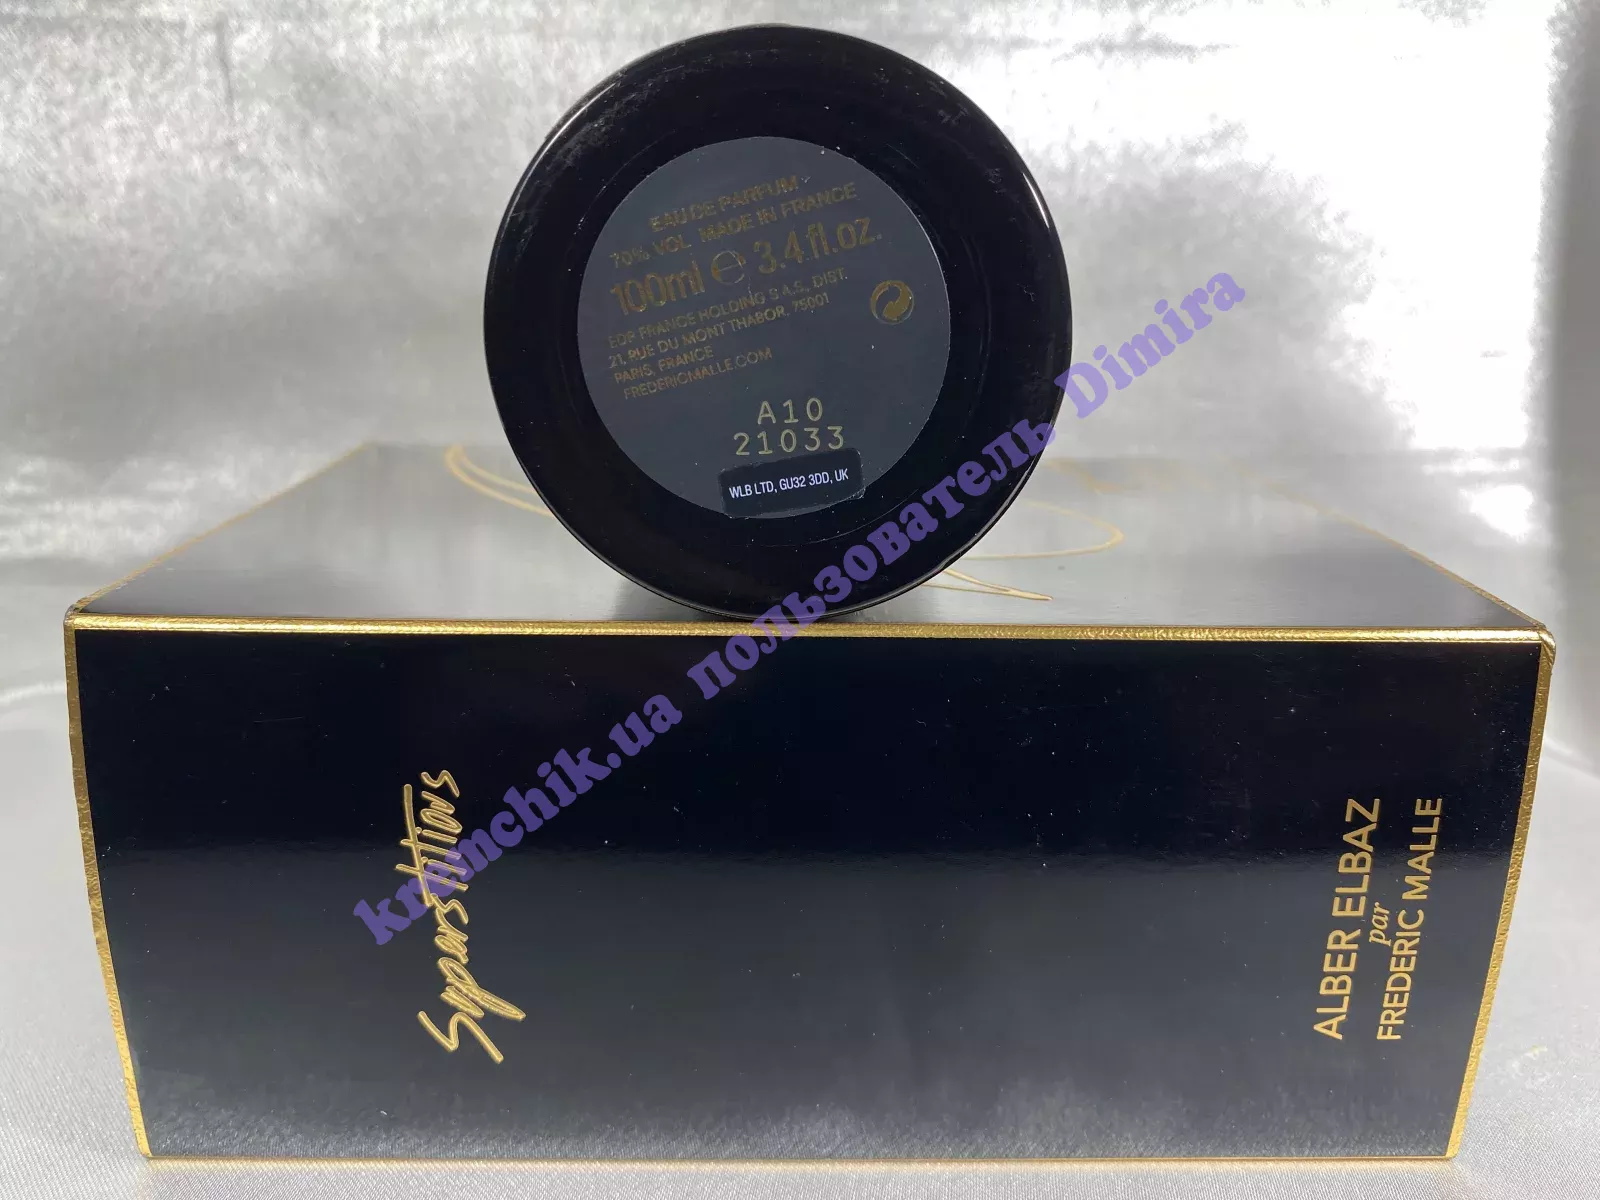 EAU DE PARFUM
70% VOL. MADE IN FRANCE
100ml e 3.4 fl.oz.
EDP FRANCE HOLDING S.A.S, DIST.
21, RUE DU MONT THABOR, 75001
PARIS, FRANCE
FREDERICMALLE.COM
A10
21033
WLB LTD, GU32 3DD, UK
kremchik.ua пользователь Dimira
Superstitious
ALBER ELBAZ
par
FREDERIC MALLE